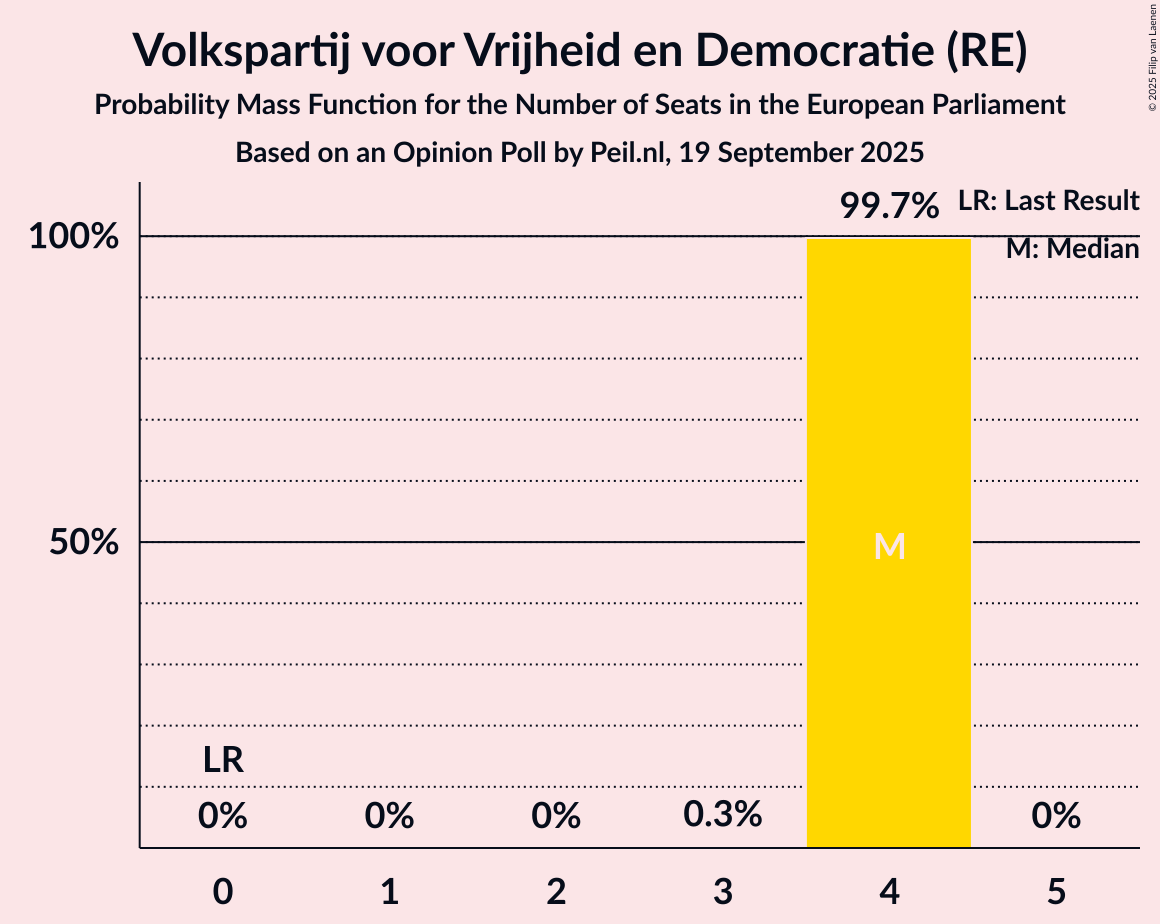 Volkspartij voor Vrijheid en Democratie (RE)
Probability Mass Function for the Number of Seats in the European Parliament
Based on an Opinion Poll by Peil.nl, 19 September 2025
© 2025 Filip van Laenen
99.7%
LR: Last Result
M: Median
100%
50%
M
LR
0%
0%
0%
0.3%
0%
0
1
2
3
4
5